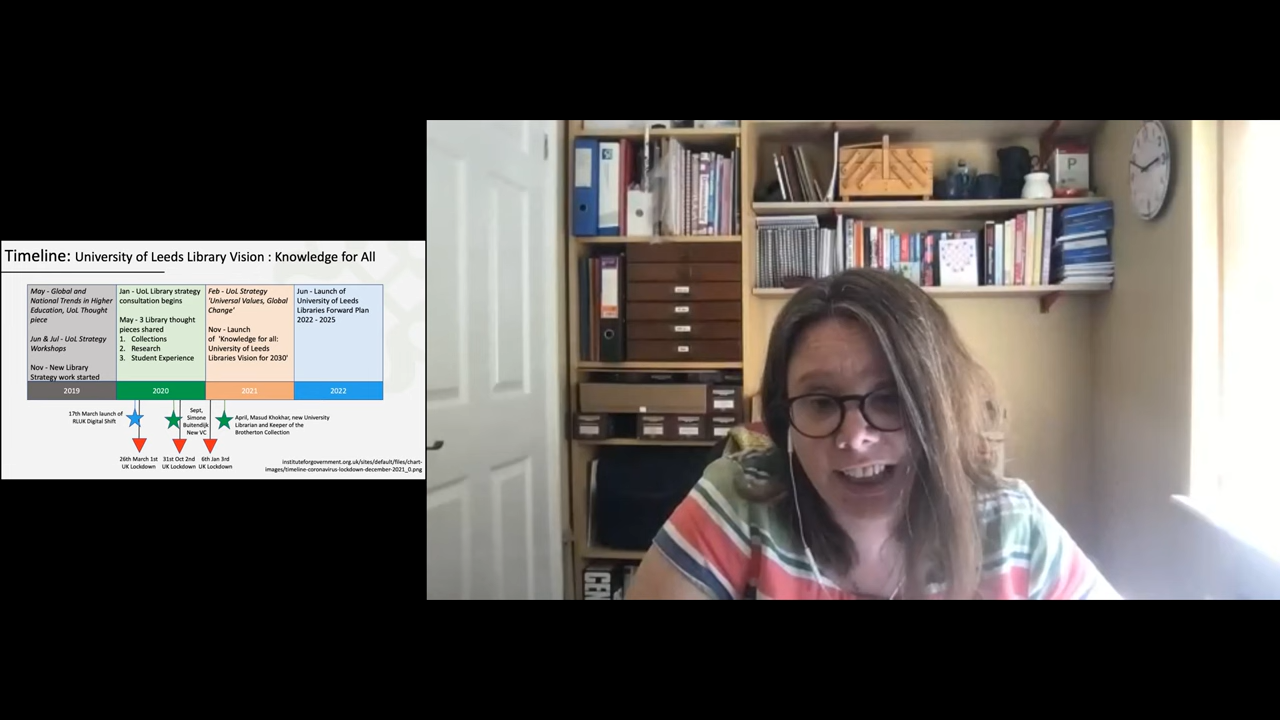 Timeline: University of Leeds Library Vision : Knowledge for All
May - Global and
National Trends in Higher
Education, UoL Thought
piece
Jun & Jul - UoL Strategy
Workshops
Nov - New Library
Strategy work started
Jan - UoL Library strategy
consultation begins
May - 3 Library thought
pieces shared
1. Collections
2. Research
3. Student Experience
Feb - UoL Strategy
'Universal Values, Global
Change'
Nov - Launch
of 'Knowledge for all:
University of Leeds
Libraries Vision for 2030'
Jun - Launch of
University of Leeds
Libraries Forward Plan
2022 - 2025
2019
2020
2021
2022
17th March launch of
RLUK Digital Shift
Sept,
Simone
Buitendijk
New VC
April, Masud Khokhar, new University
Librarian and Keeper of the
Brotherton Collection
26th March 1st
UK Lockdown
31st Oct 2nd
UK Lockdown
6th Jan 3rd
UK Lockdown
instituteforgovernment.org.uk/sites/default/files/chart-
images/timeline-coronavirus-lockdown-december-2021_0.png
P